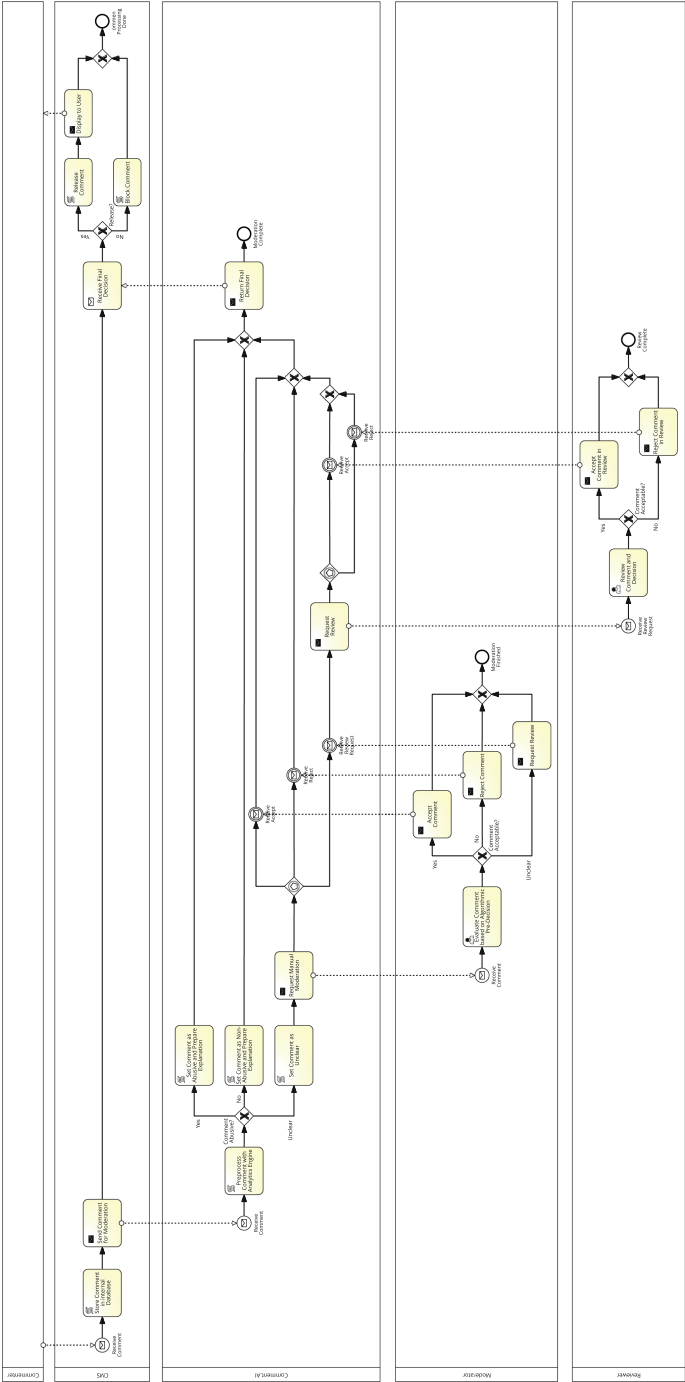 Commenter
CMS
Receive
Comment
Store Comment
in Internal
Database
Send Comment
for Moderation
Receive Final
Decision
Release?
Yes
No
Release
Comment
Block Comment
Display to User
ommen
Processing
Done
Comment.AI
Receive
Comment
Preprocess
Comment with
Analytics Engine
Comment
Abusive?
Yes
No
Unclear
Set Comment as
Abusive and Prepare
Explanation
Set Comment as Non-
Abusive and Prepare
Explanation
Set Comment as
Unclear
Request Manual
Moderation
Receive
Accept
Receive
Reject
Receive
Review
Request
Request
Review
Receive
Accept
Receive
Reject
Return Final
Decision
Moderation
Complete
Moderator
Receive
Comment
Evaluate Comment
based on Algorithmic
Pre-Decision
Comment
Acceptable?
Yes
No
Unclear
Accept
Comment
Reject Comment
Request Review
Moderation
Finished
Reviewer
Receive
Review
Request
Review
Comment and
Decision
Comment
Acceptable?
Yes
No
Accept
Comment in
Review
Reject Comment
in Review
Review
Complete